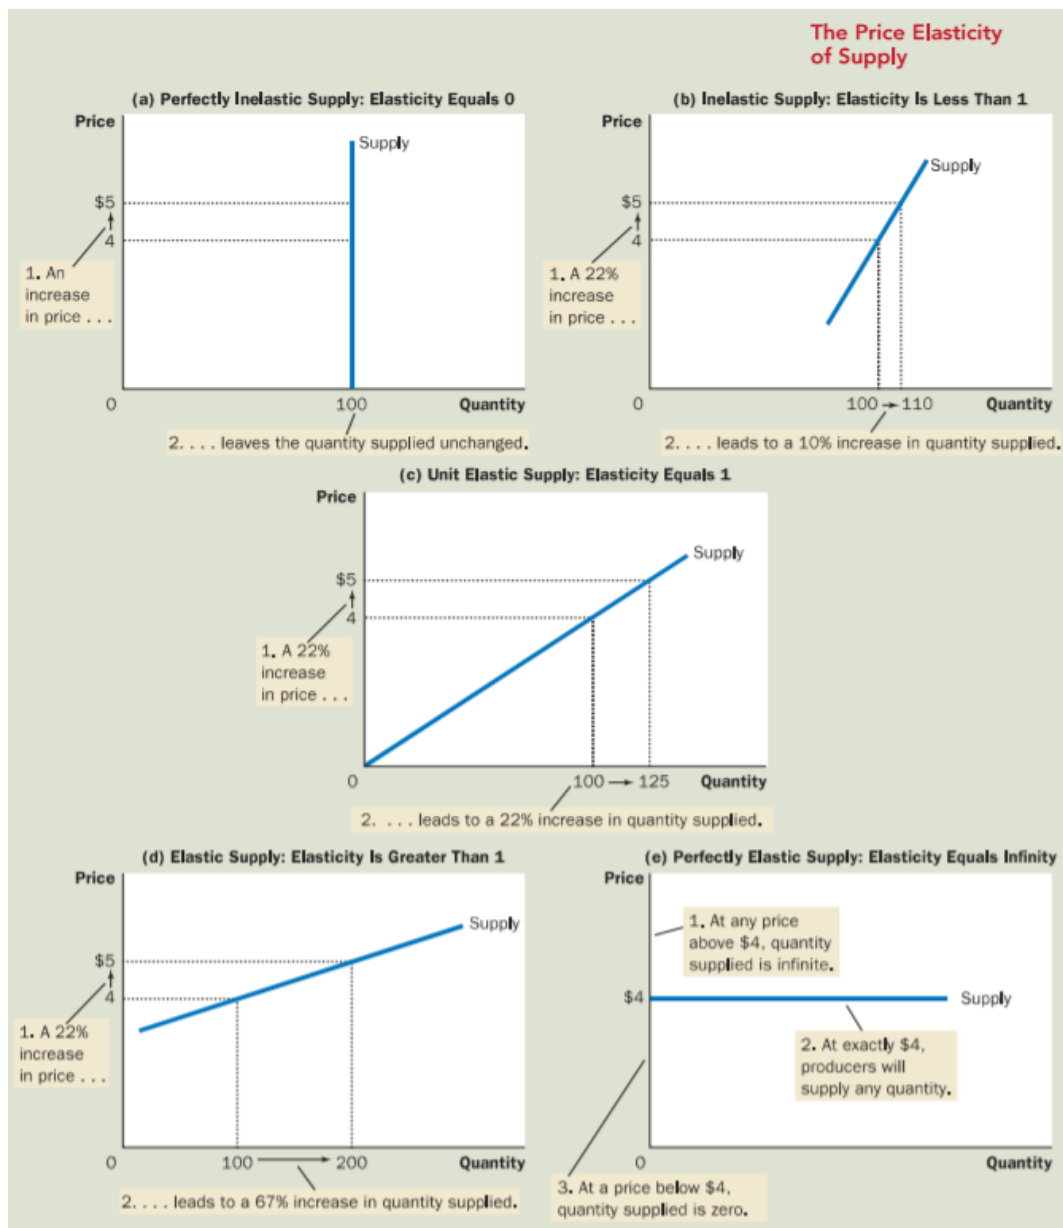 The Price Elasticity
of Supply
(a) Perfectly Inelastic Supply: Elasticity Equals 0
Price
Supply
$5
4
1. An
increase
in price . . .
0
100
Quantity
2. . . . leaves the quantity supplied unchanged.
(b) Inelastic Supply: Elasticity Is Less Than 1
Price
Supply
$5
4
1. A 22%
increase
in price . . .
0
100
110
Quantity
2. . . . leads to a 10% increase in quantity supplied.
(c) Unit Elastic Supply: Elasticity Equals 1
Price
Supply
$5
4
1. A 22%
increase
in price . . .
0
100
125
Quantity
2. . . . leads to a 22% increase in quantity supplied.
(d) Elastic Supply: Elasticity Is Greater Than 1
Price
Supply
$5
4
1. A 22%
increase
in price . . .
0
100
200
Quantity
2. . . . leads to a 67% increase in quantity supplied.
(e) Perfectly Elastic Supply: Elasticity Equals Infinity
Price
1. At any price
above $4, quantity
supplied is infinite.
$4
Supply
2. At exactly $4,
producers will
supply any quantity.
0
Quantity
3. At a price below $4,
quantity supplied is zero.